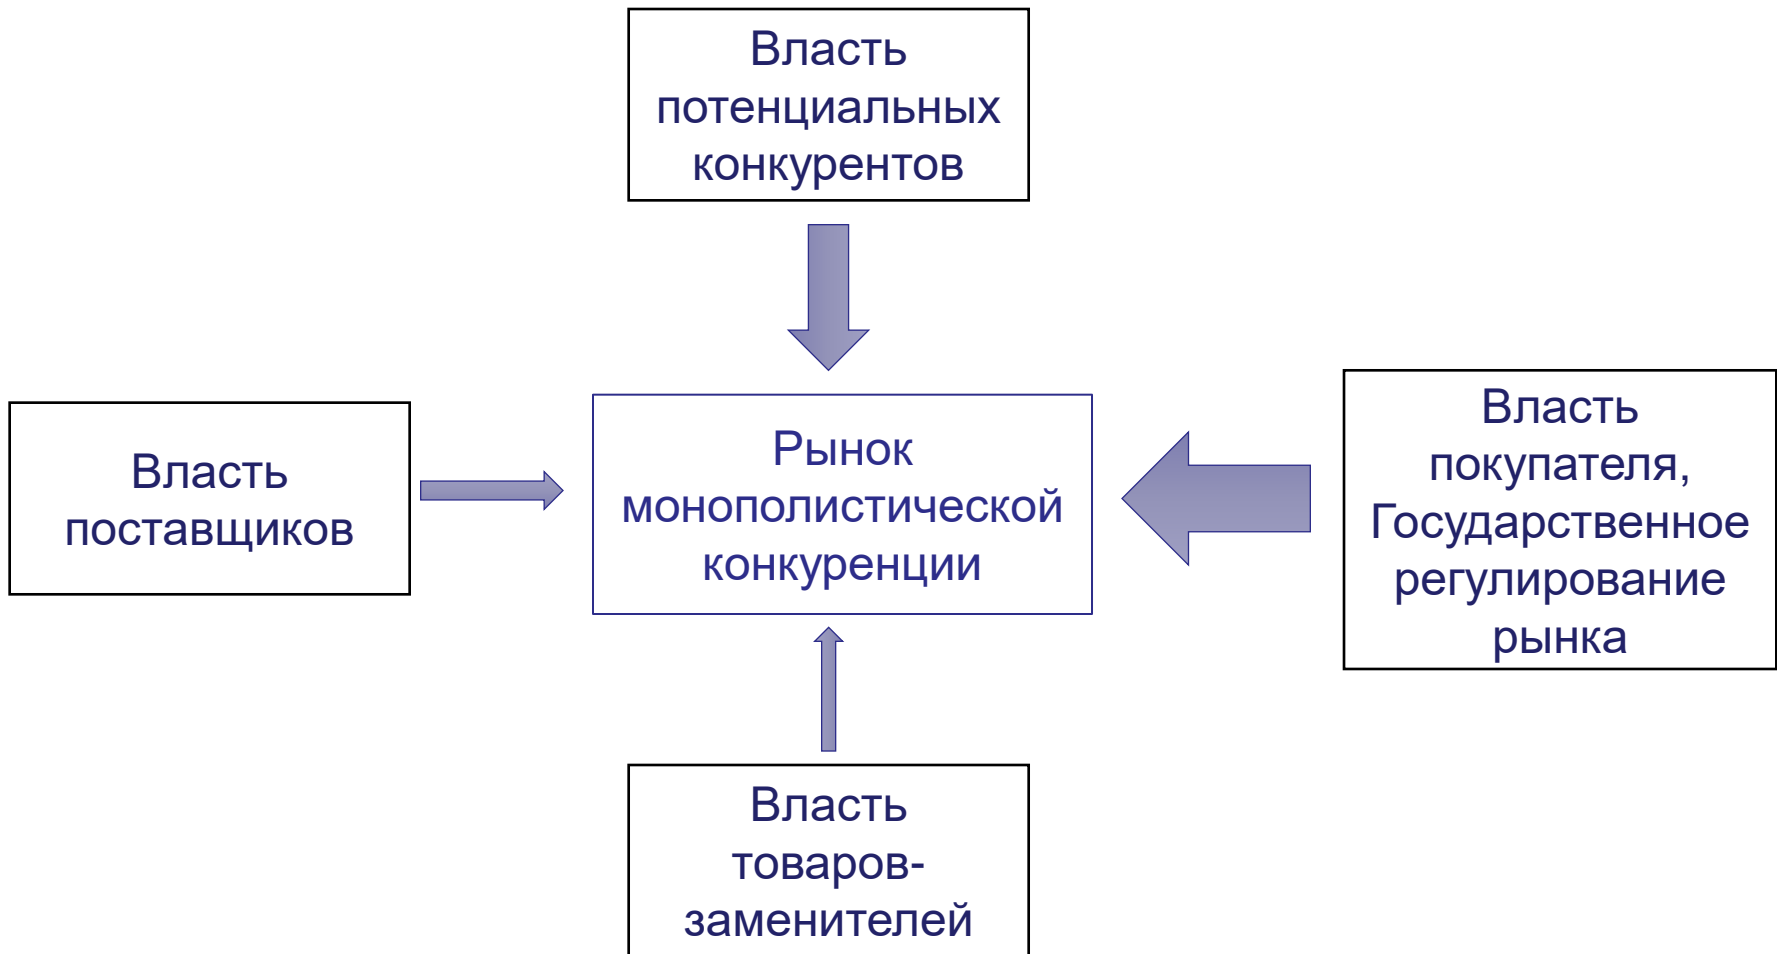 Власть
потенциальных
конкурентов
Власть
поставщиков
Рынок
монополистической
конкуренции
Власть
покупателя,
Государственное
регулирование
рынка
Власть
товаров-
заменителей